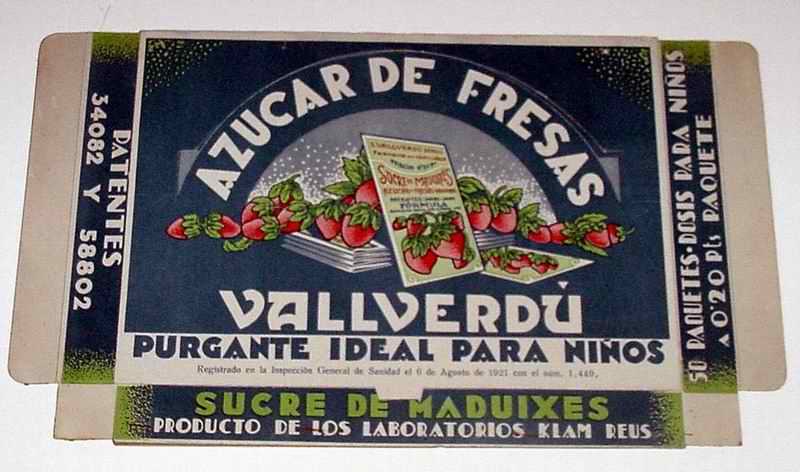 AZUCAR DE FRESAS
SUCRE DE MADUIXAS
FÓRMULA
VALLVERDÚ
PURGANTE IDEAL PARA NIÑOS
Registrado en la Inspección General de Sanidad el 6 de Agosto de 1921 con el núm. 1.449.
SUCRE DE MADUIXES
PRODUCTO DE LOS LABORATORIOS KLAM REUS
PATENTES
34082 Y 58802
50 PAQUETES-DOSIS PARA NIÑOS
A 0'20 Pts PAQUETE